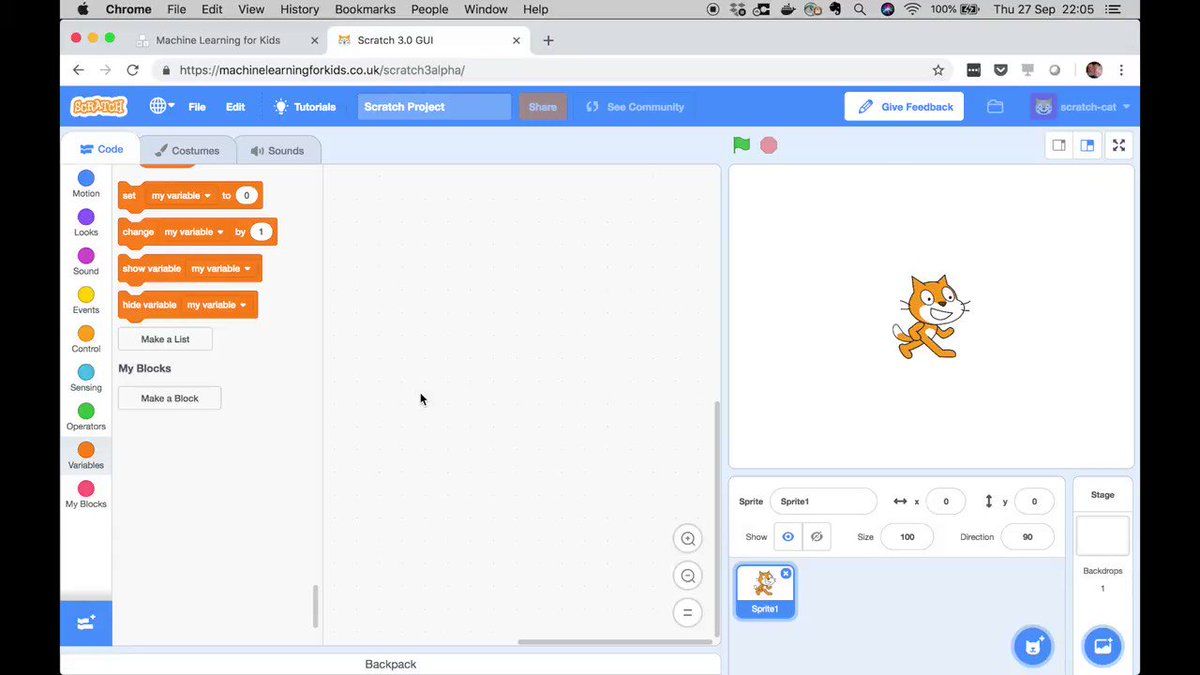 Chrome File Edit View History Bookmarks People Window Help 100% Thu 27 Sep 22:05
Machine Learning for Kids Scratch 3.0 GUI
https://machinelearningforkids.co.uk/scratch3alpha/
SCRATCH File Edit Tutorials Scratch Project Share See Community Give Feedback scratch-cat
Code Costumes Sounds
Motion
Looks
Sound
Events
Control
Sensing
Operators
Variables
My Blocks
set my variable to 0
change my variable by 1
show variable my variable
hide variable my variable
Make a List
My Blocks
Make a Block
Backpack
Sprite Sprite1 x 0 y 0
Show Size 100 Direction 90
Sprite1
Stage
Backdrops
1